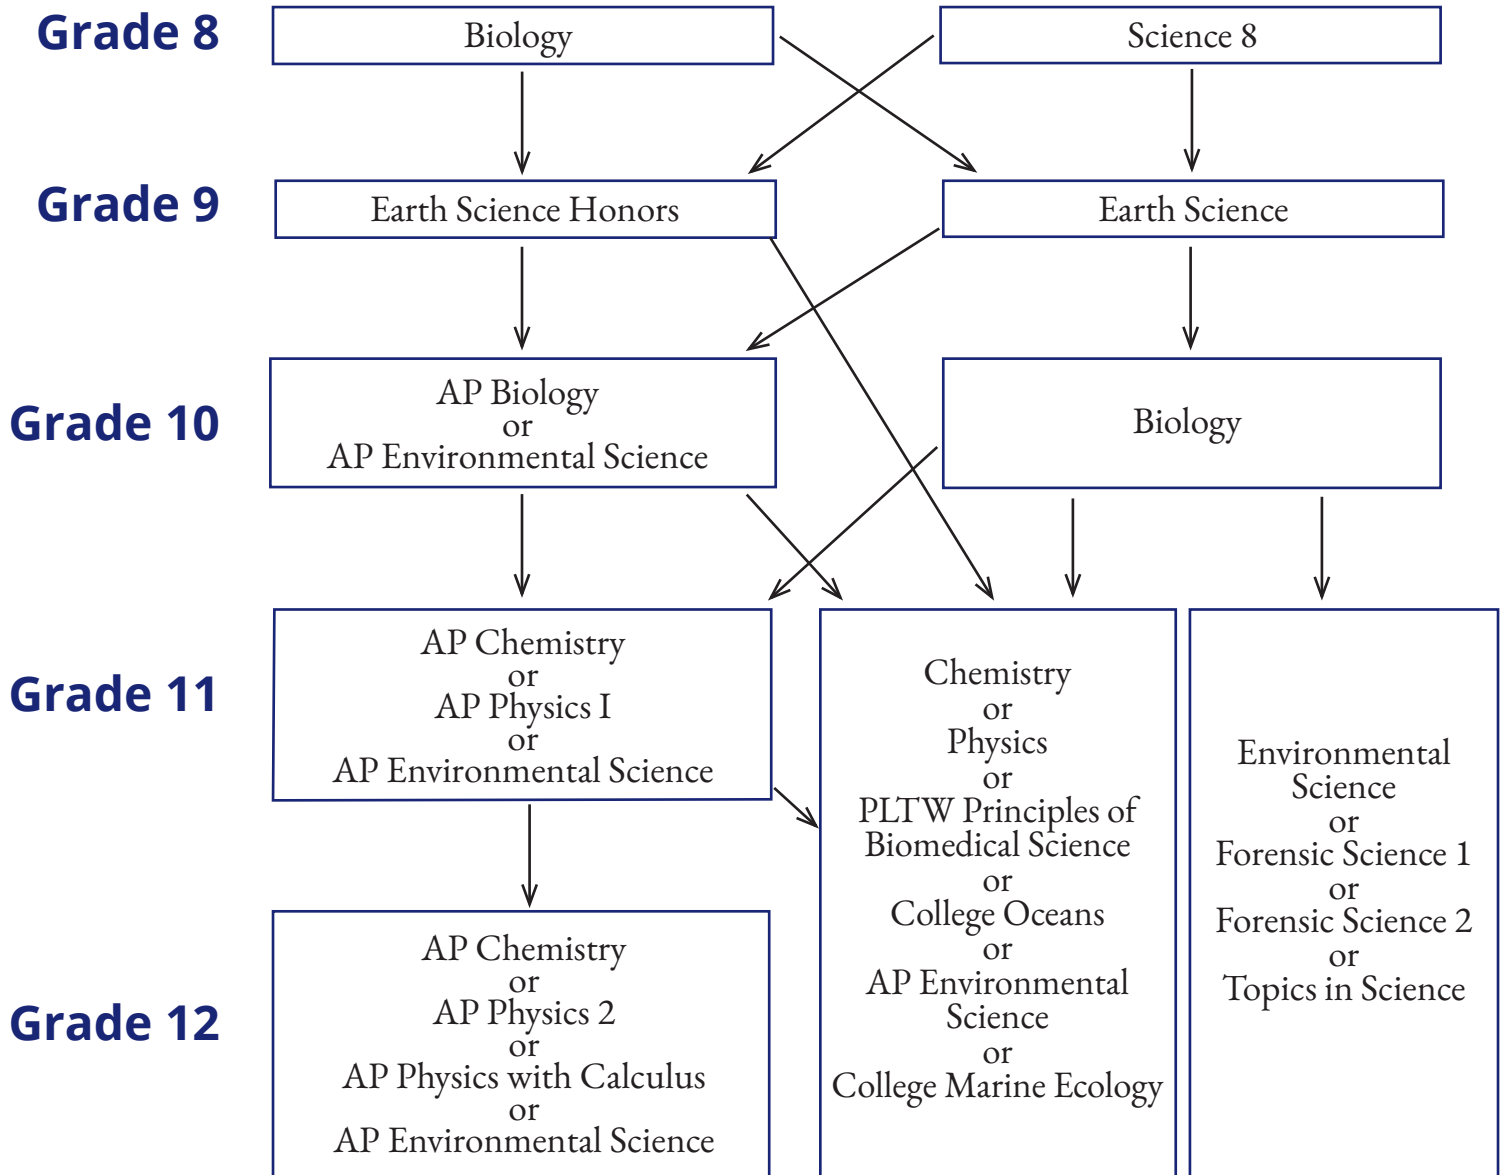 Grade 8
Biology
Science 8
Grade 9
Earth Science Honors
Earth Science
Grade 10
AP Biology
or
AP Environmental Science
Biology
Grade 11
AP Chemistry
or
AP Physics I
or
AP Environmental Science
Chemistry
or
Physics
or
PLTW Principles of
Biomedical Science
or
College Oceans
or
AP Environmental
Science
or
College Marine Ecology
Environmental
Science
or
Forensic Science 1
or
Forensic Science 2
or
Topics in Science
Grade 12
AP Chemistry
or
AP Physics 2
or
AP Physics with Calculus
or
AP Environmental Science